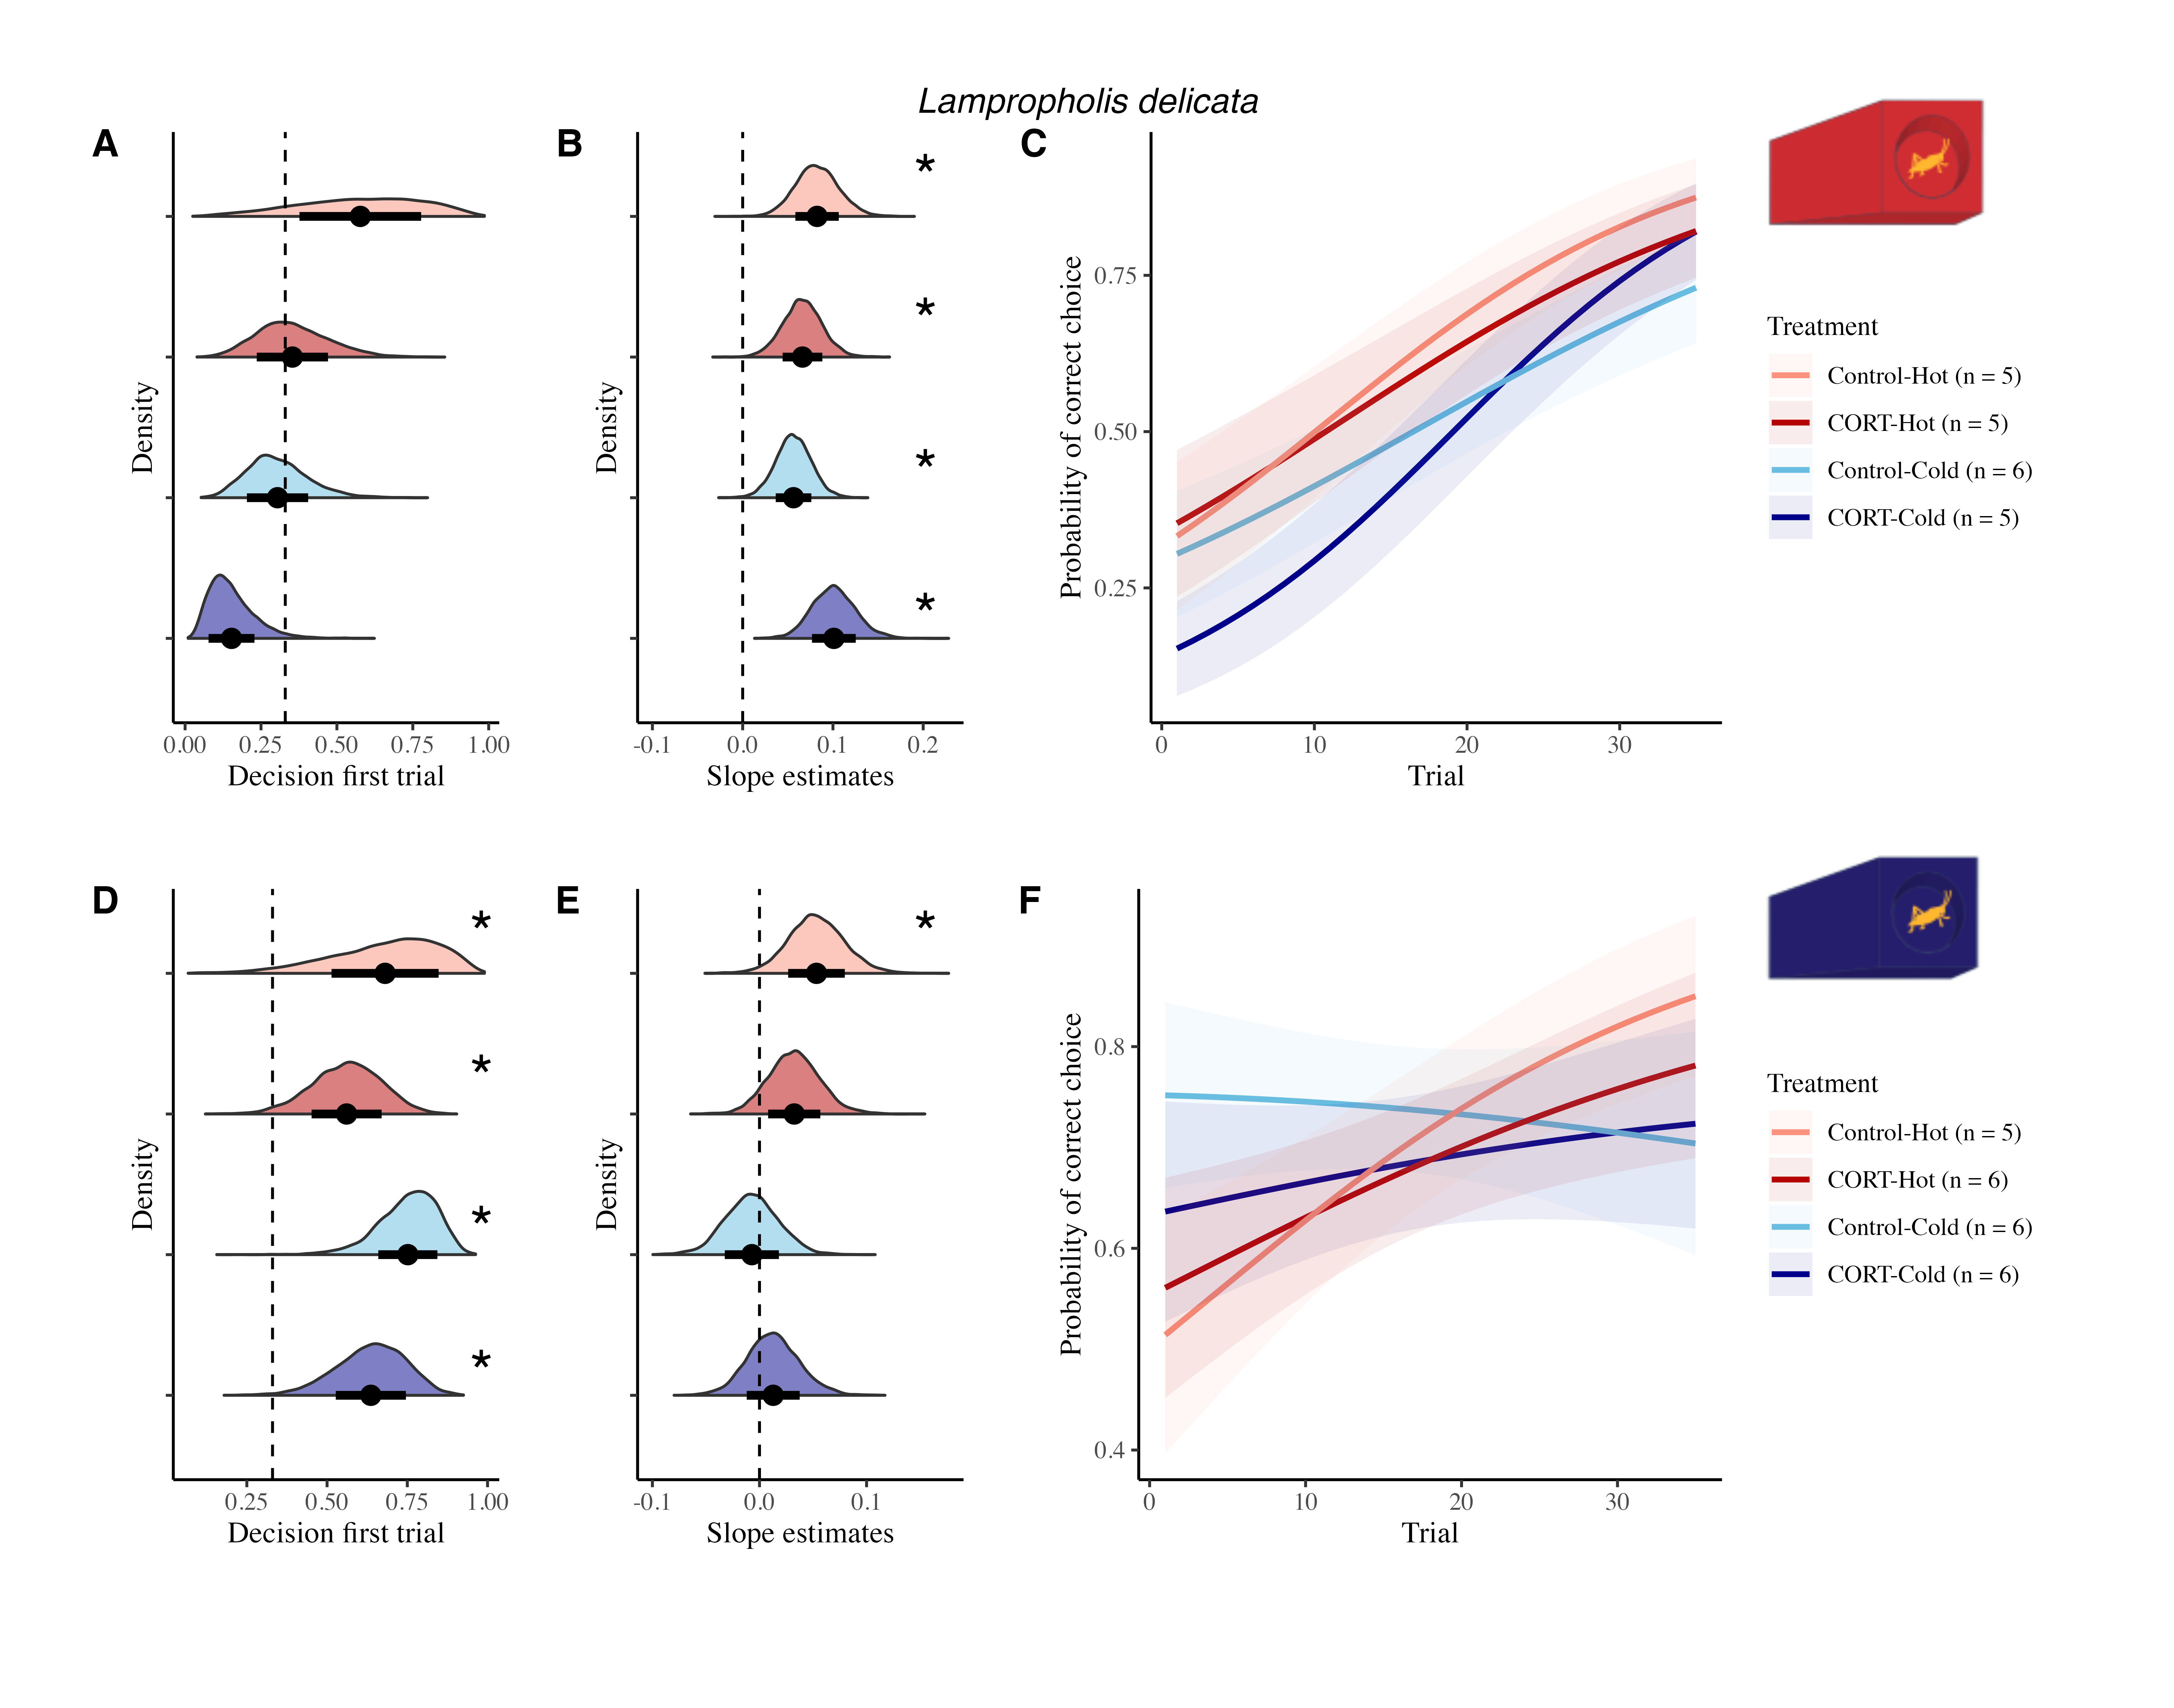 Lampropholis delicata
A
Density
0.00 0.25 0.50 0.75 1.00
Decision first trial
B
*
*
*
*
Density
-0.1 0.0 0.1 0.2
Slope estimates
C
Probability of correct choice
0.75
0.50
0.25
0 10 20 30
Trial
Treatment
Control-Hot (n = 5)
CORT-Hot (n = 5)
Control-Cold (n = 6)
CORT-Cold (n = 5)
D
*
*
*
*
Density
0.25 0.50 0.75 1.00
Decision first trial
E
*
Density
-0.1 0.0 0.1
Slope estimates
F
Probability of correct choice
0.8
0.6
0.4
0 10 20 30
Trial
Treatment
Control-Hot (n = 5)
CORT-Hot (n = 6)
Control-Cold (n = 6)
CORT-Cold (n = 6)